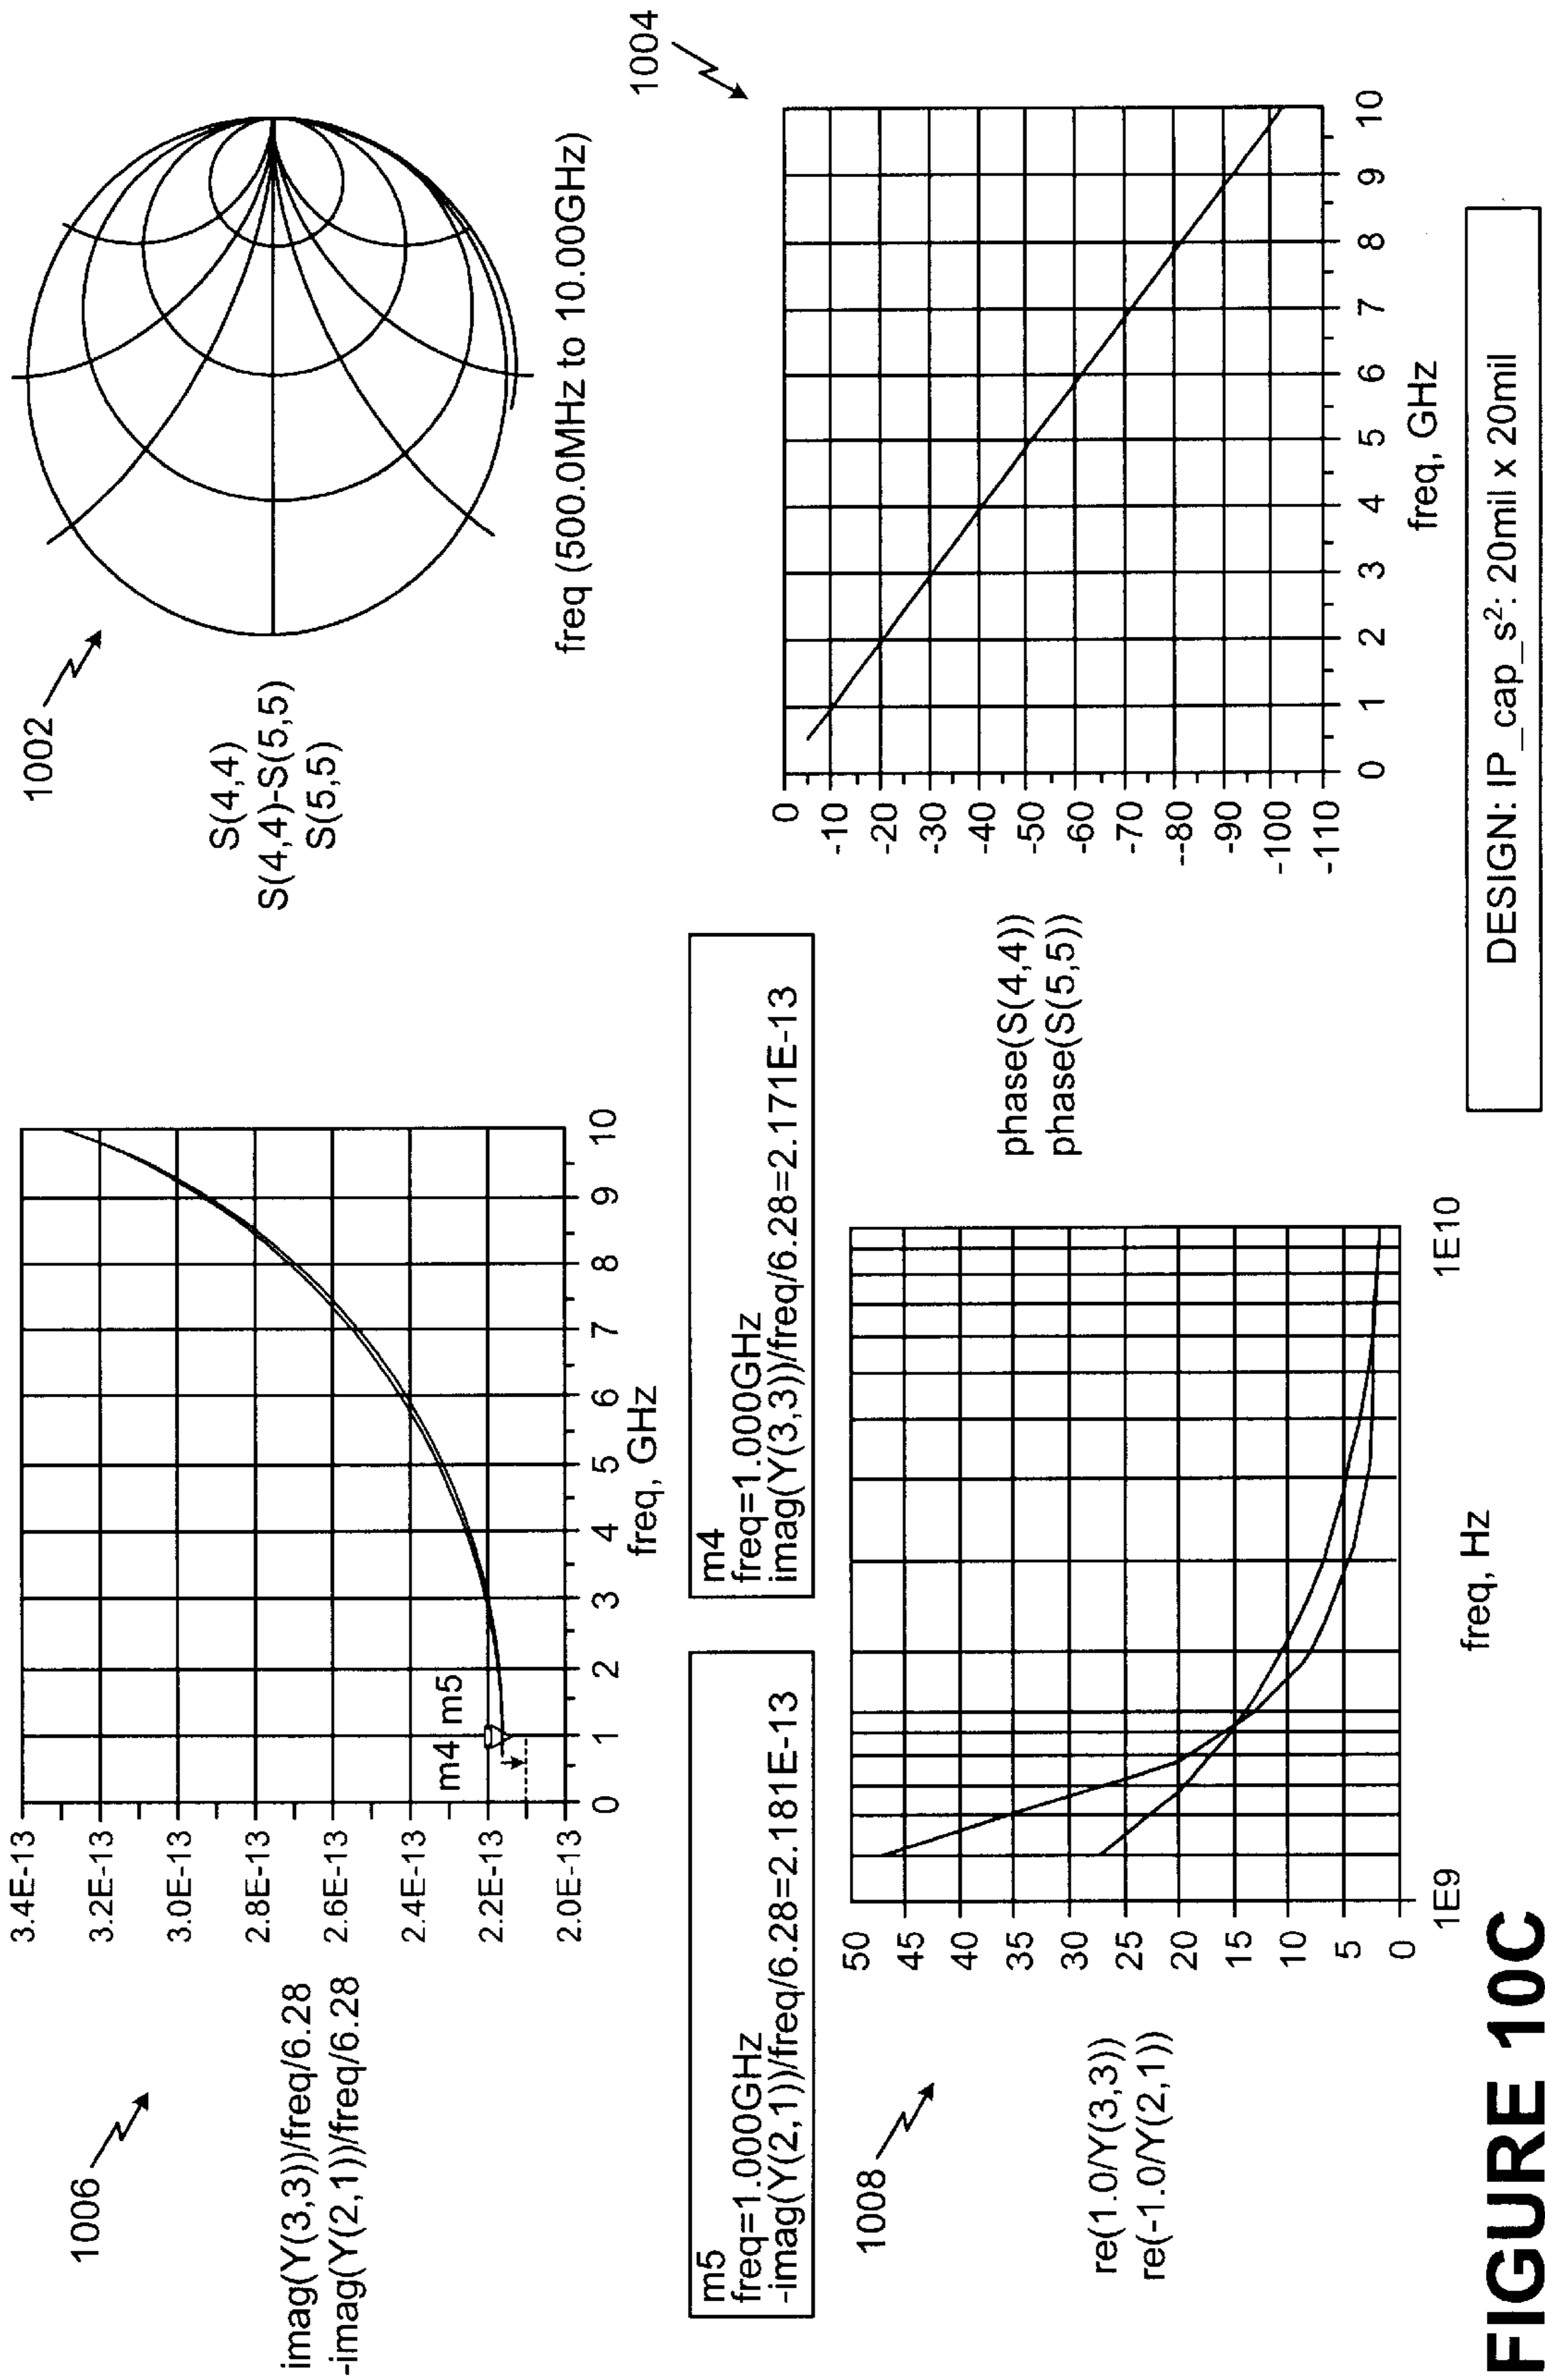 1006
imag(Y(3,3))/freq/6.28
-imag(Y(2,1))/freq/6.28
3.4E-13
3.2E-13
3.0E-13
2.8E-13
2.6E-13
2.4E-13
2.2E-13
2.0E-13
m4 m5
0 1 2 3 4 5 6 7 8 9 10
freq, GHz
1002
S(4,4)
S(4,4)-S(5,5)
S(5,5)
freq (500.0MHz to 10.00GHz)
m5
freq=1.000GHz
-imag(Y(2,1))/freq/6.28=2.181E-13
m4
freq=1.000GHz
imag(Y(3,3))/freq/6.28=2.171E-13
1008
re(1.0/Y(3,3))
re(-1.0/Y(2,1))
50
45
40
35
30
25
20
15
10
5
0
1E9 1E10
freq, Hz
1004
phase(S(4,4))
phase(S(5,5))
0
-10
-20
-30
-40
-50
-60
-70
--80
-90
-100
-110
0 1 2 3 4 5 6 7 8 9 10
freq, GHz
DESIGN: IP_cap_s²: 20mil x 20mil
FIGURE 10C